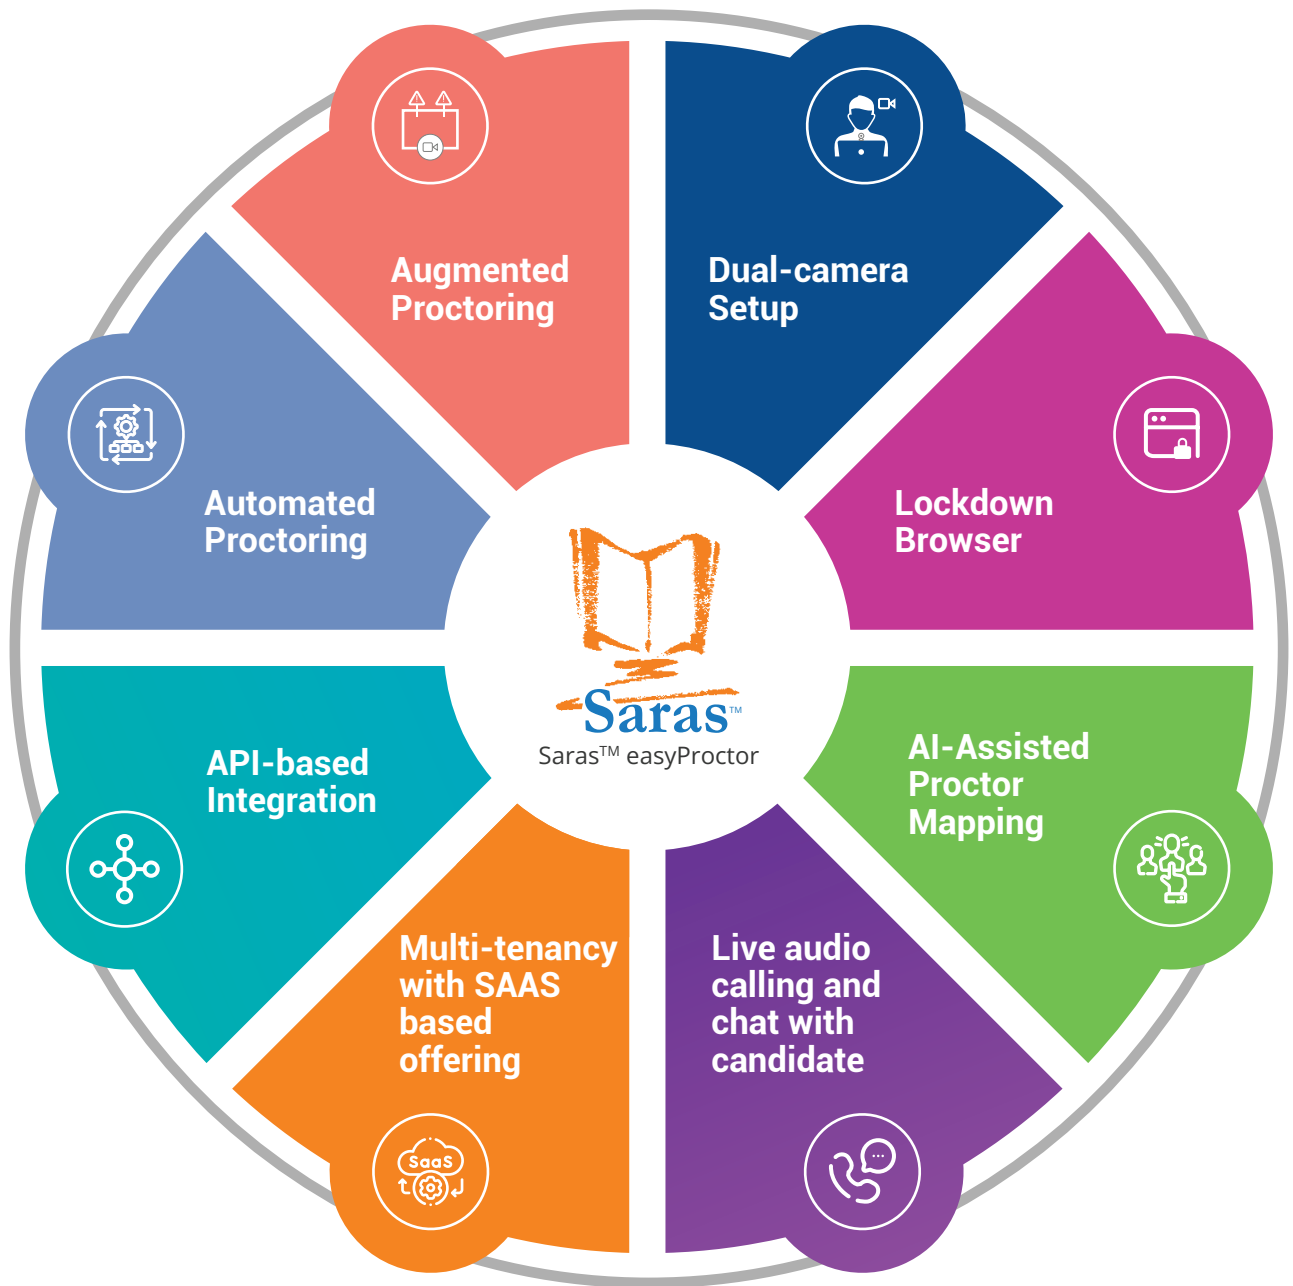 Augmented
Proctoring
Dual-camera
Setup
Automated
Proctoring
Lockdown
Browser
Saras™
Saras™ easyProctor
API-based
Integration
AI-Assisted
Proctor
Mapping
Multi-tenancy
with SAAS
based
offering
SaaS
Live audio
calling and
chat with
candidate